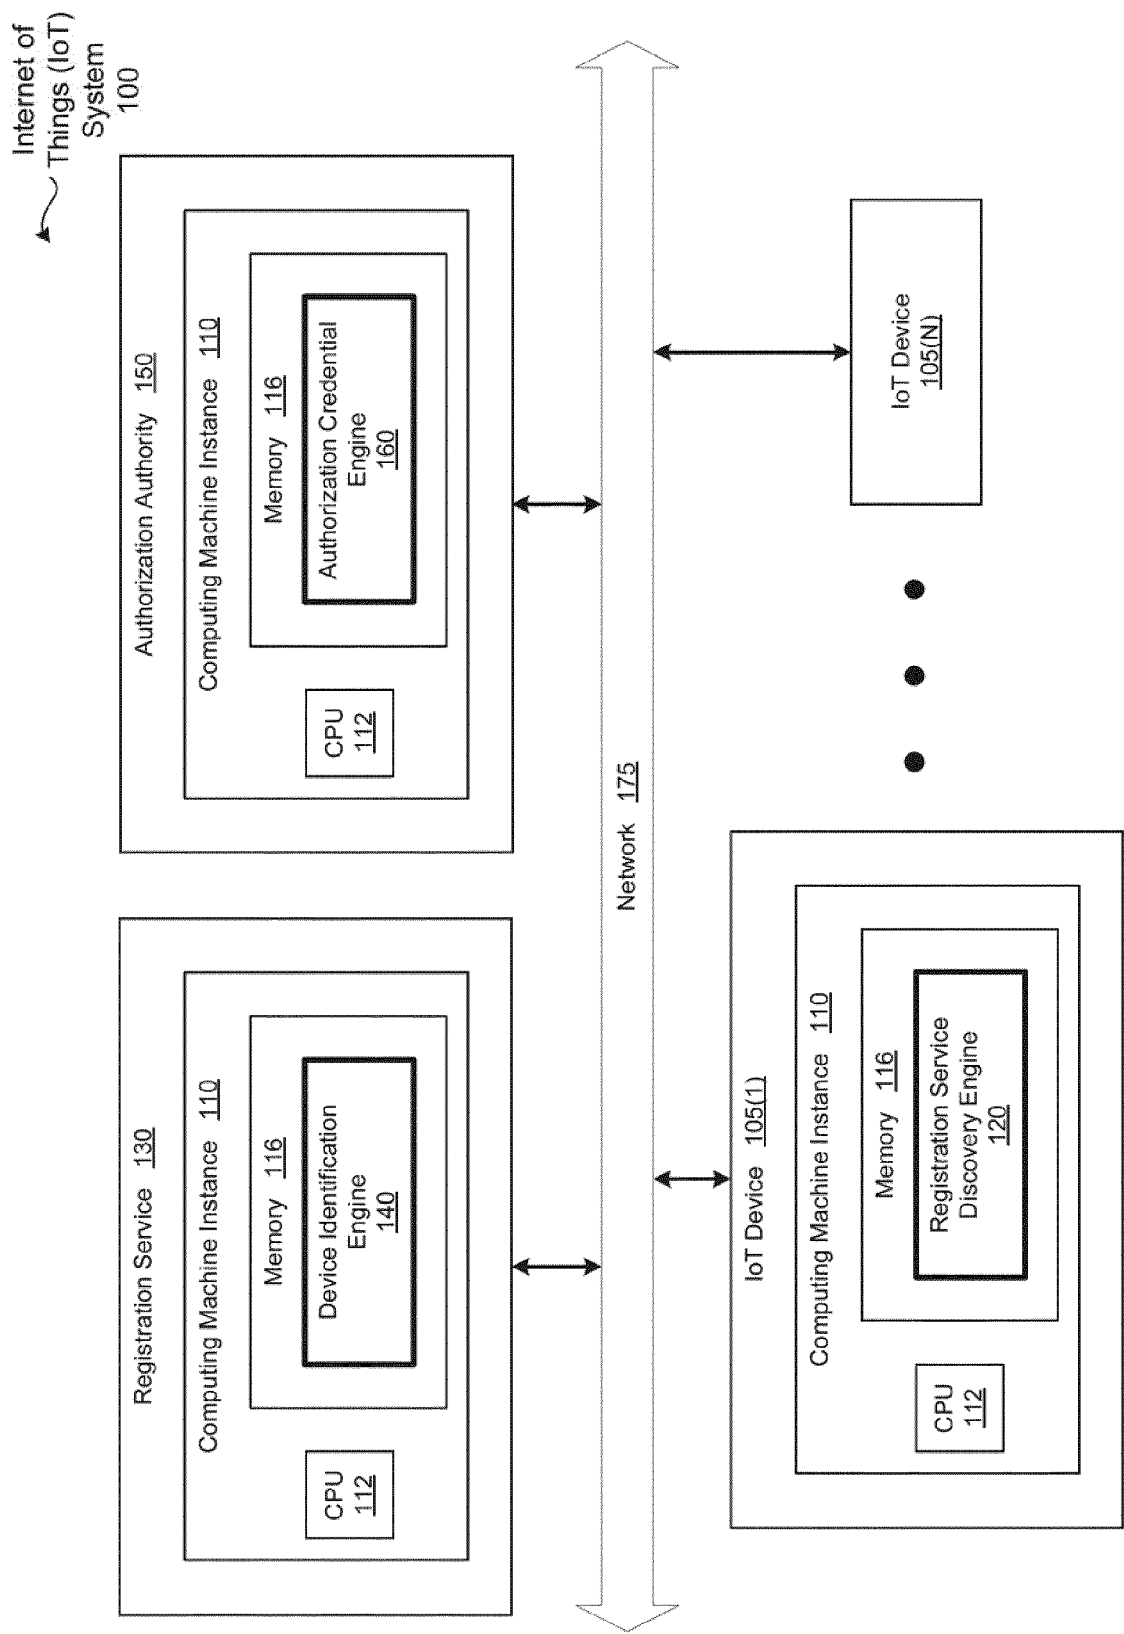 Internet of
Things (IoT)
System
100
Registration Service 130
Computing Machine Instance 110
CPU
112
Memory 116
Device Identification
Engine
140
Authorization Authority 150
Computing Machine Instance 110
CPU
112
Memory 116
Authorization Credential
Engine
160
Network 175
IoT Device 105(1)
Computing Machine Instance 110
CPU
112
Memory 116
Registration Service
Discovery Engine
120
IoT Device
105(N)